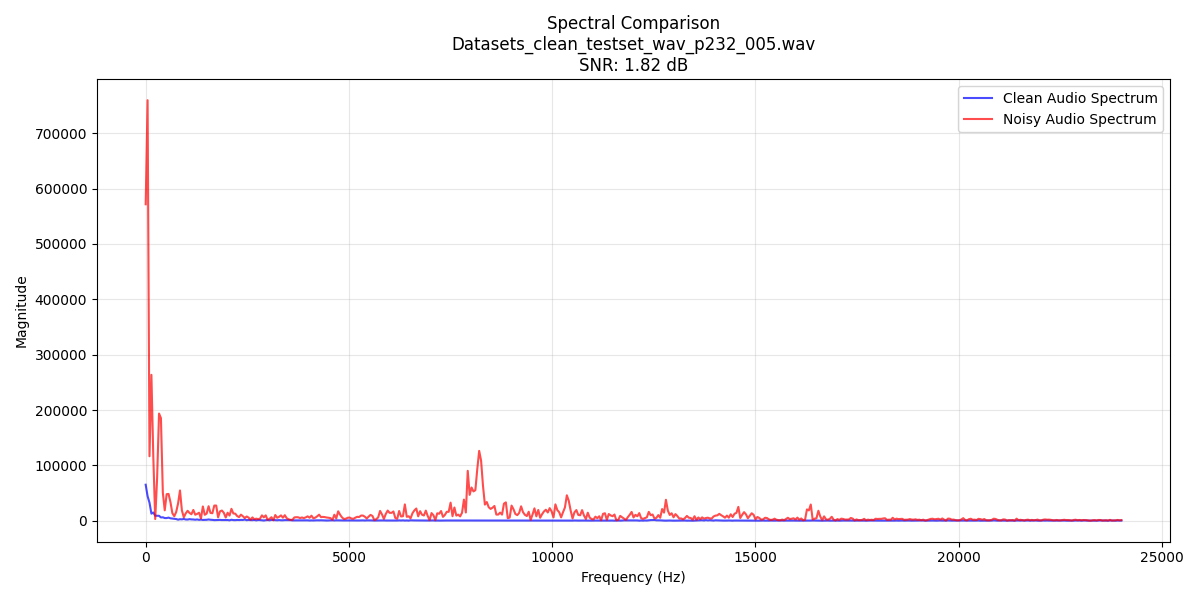 Spectral Comparison
Datasets_clean_testset_wav_p232_005.wav
SNR: 1.82 dB
Clean Audio Spectrum
Noisy Audio Spectrum
Magnitude
700000
600000
500000
400000
300000
200000
100000
0
0
5000
10000
15000
20000
25000
Frequency (Hz)